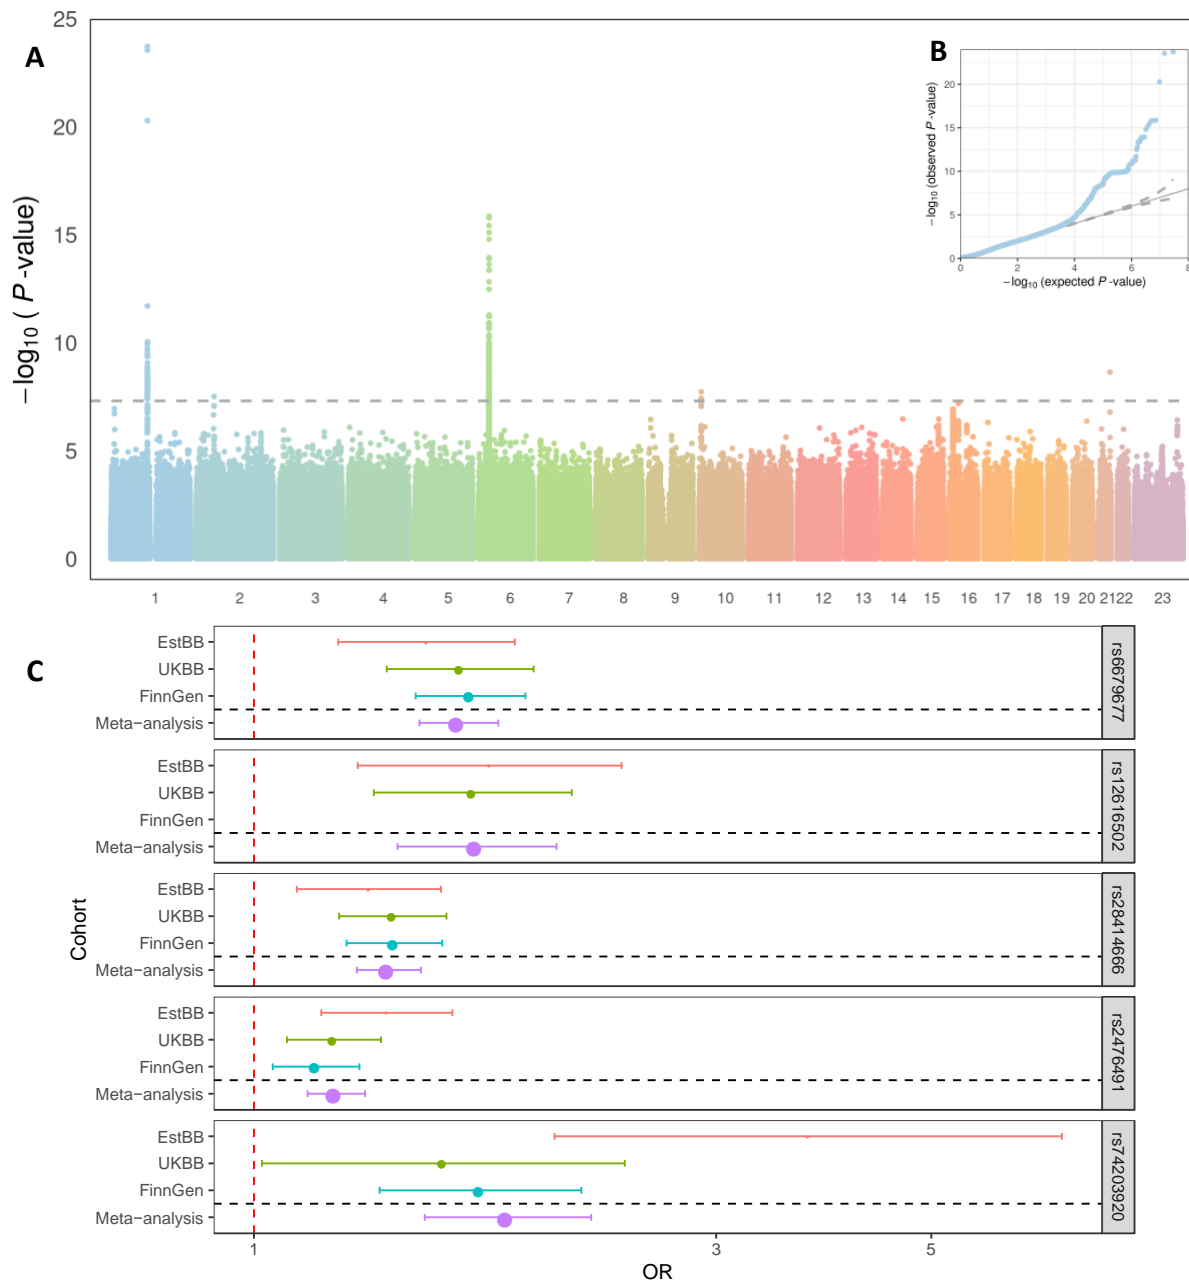 A
25
20
15
10
5
0
−log10 ( P -value)
1 2 3 4 5 6 7 8 9 10 11 12 13 14 15 16 17 18 19 20 21 22 23
B
20
15
10
5
0
−log10 (observed P -value)
0 2 4 6 8
−log10 (expected P -value)
C
Cohort
EstBB
UKBB
FinnGen
Meta−analysis
rs6679677
EstBB
UKBB
FinnGen
Meta−analysis
rs12616502
EstBB
UKBB
FinnGen
Meta−analysis
rs28414666
EstBB
UKBB
FinnGen
Meta−analysis
rs2476491
EstBB
UKBB
FinnGen
Meta−analysis
rs74203920
1 3 5
OR